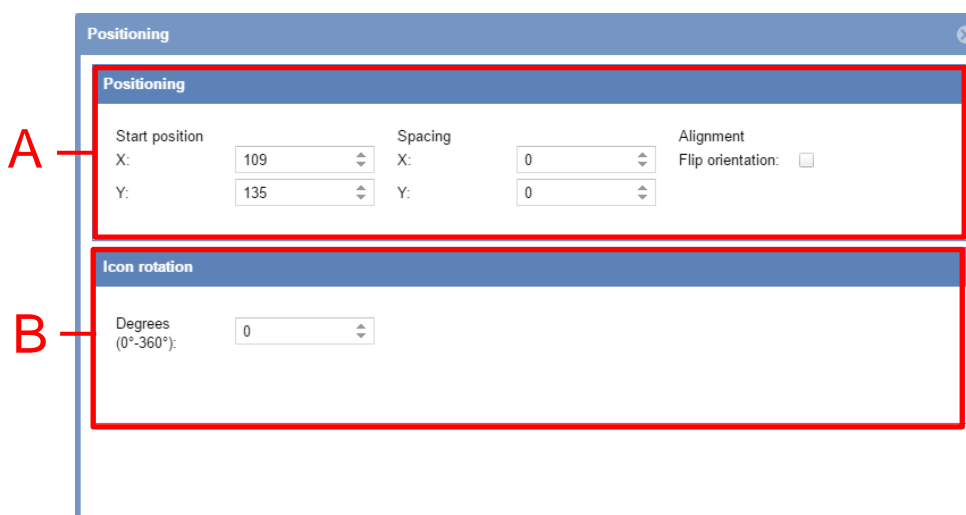 Positioning
Positioning
A
Start position Spacing Alignment
X: 109 X: 0 Flip orientation:
Y: 135 Y: 0
Icon rotation
B
Degrees
(0°-360°): 0